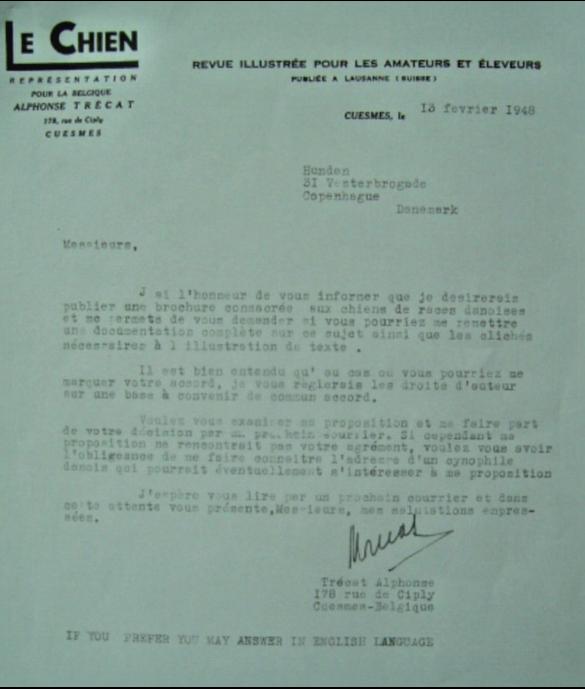 LE CHIEN
REPRÉSENTATION
POUR LA BELGIQUE
ALPHONSE TRÉCAT
178, rue de Ciply
CUESMES
REVUE ILLUSTRÉE POUR LES AMATEURS ET ÉLEVEURS
PUBLIÉE A LAUSANNE (SUISSE)
CUESMES, le 13 fevrier 1948
Hunden
3I Vesterbrogade
Copenhague
Danemark
Messieurs,
J ai l'honneur de vous informer que je desirerais
publier une brochure consacrée aux chiens de races danoises
et me permets de vous demander si vous pourriez me remettre
une documentation complète sur ce sujet ainsi que les clichés
nécessaires à l illustration de texte .
Il est bien entendu qu' au cas ou vous pourriez me
marquer votre accord, je vous réglerais les droits d'auteur
sur une base à convenir de commun accord.
Voulez vous examiner ma proposition et me faire part
de votre décision par un prochain courrier. Si cependant ma
proposition ne rencontrait pas votre agrément, voulez vous avoir
l'obligeance de me faire connaitre l'adresse d'un cynophile
danois qui pourrait éventuellement s'intéresser à ma proposition
J'espère vous lire par un prochain courrier et dans
cette attente vous présente,Messieurs, mes salutations empres-
sées.
Trécat Alphonse
178 rue de Ciply
Cuesmes-Belgique
IF YOU PREFER YOU MAY ANSWER IN ENGLISH LANGUAGE